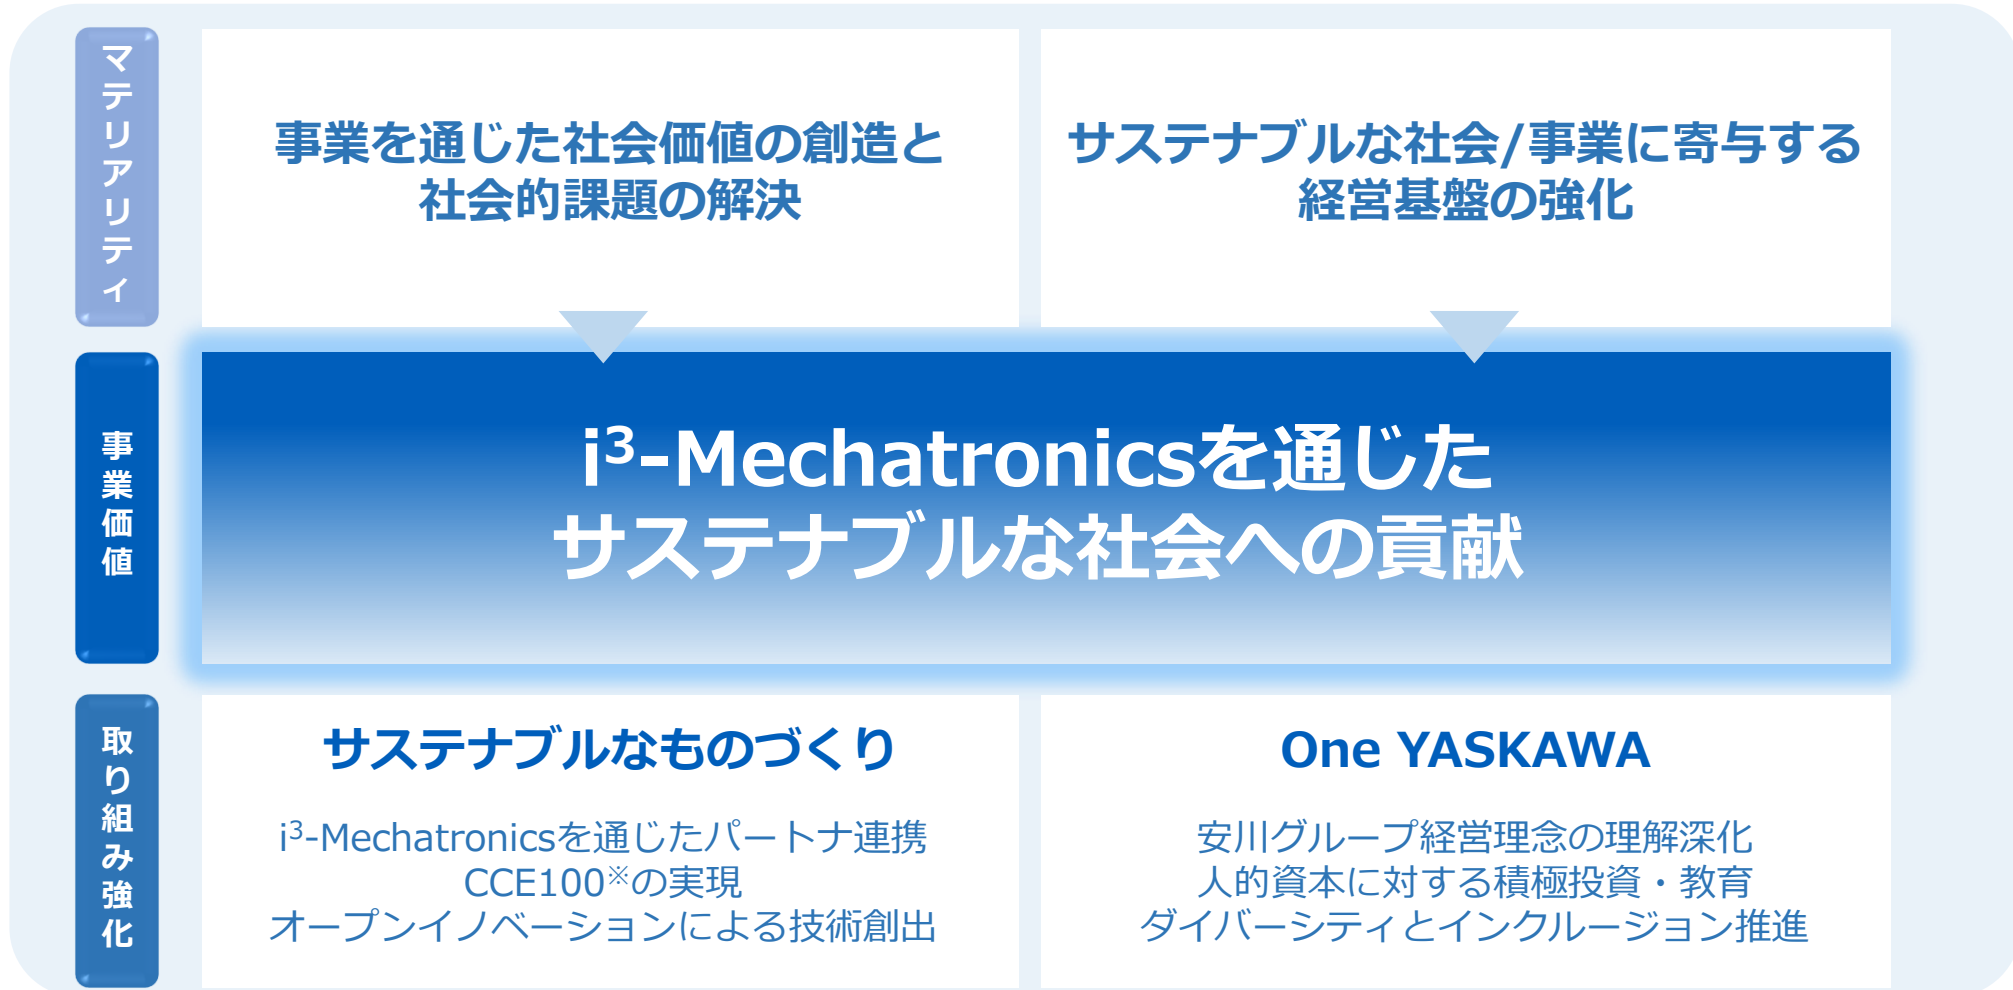 マテリアリティ
事業を通じた社会価値の創造と
社会的課題の解決
サステナブルな社会/事業に寄与する
経営基盤の強化
事業価値
i³-Mechatronicsを通じた
サステナブルな社会への貢献
取り組み強化
サステナブルなものづくり
i³-Mechatronicsを通じたパートナ連携
CCE100※の実現
オープンイノベーションによる技術創出
One YASKAWA
安川グループ経営理念の理解深化
人的資本に対する積極投資・教育
ダイバーシティとインクルージョン推進